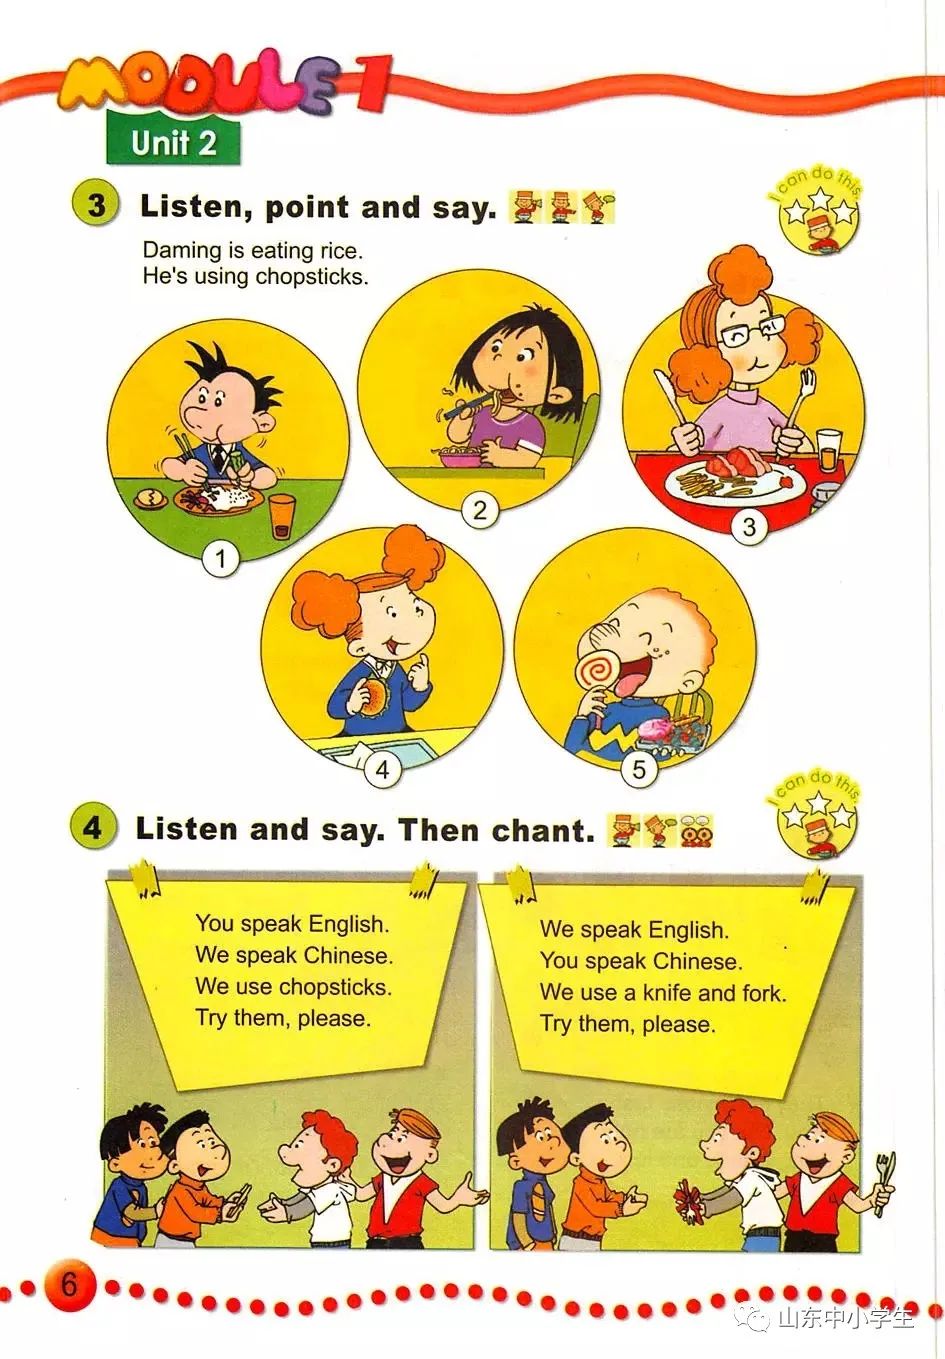 MODULE 1
Unit 2
3 Listen, point and say.
I can do this.
Daming is eating rice.
He's using chopsticks.
1
2
3
4
5
4 Listen and say. Then chant.
I can do this.
You speak English.
We speak Chinese.
We use chopsticks.
Try them, please.
We speak English.
You speak Chinese.
We use a knife and fork.
Try them, please.
6
山东中小学生